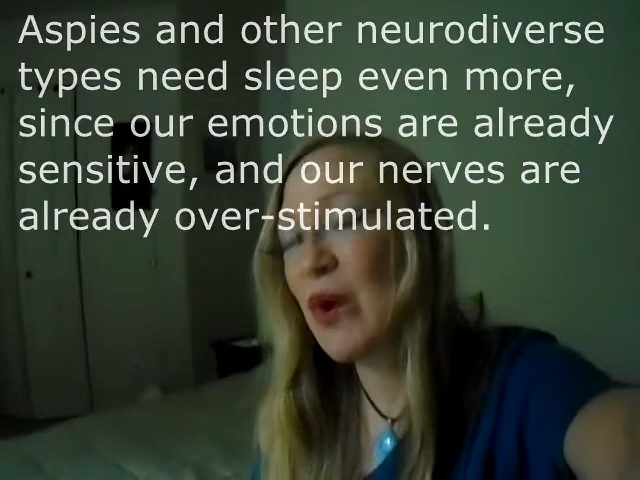 Aspies and other neurodiverse
types need sleep even more,
since our emotions are already
sensitive, and our nerves are
already over-stimulated.